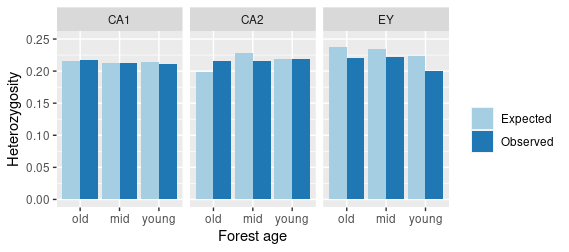 CA1 CA2 EY
Heterozygosity
0.25
0.20
0.15
0.10
0.05
0.00
old mid young old mid young old mid young
Forest age
Expected
Observed